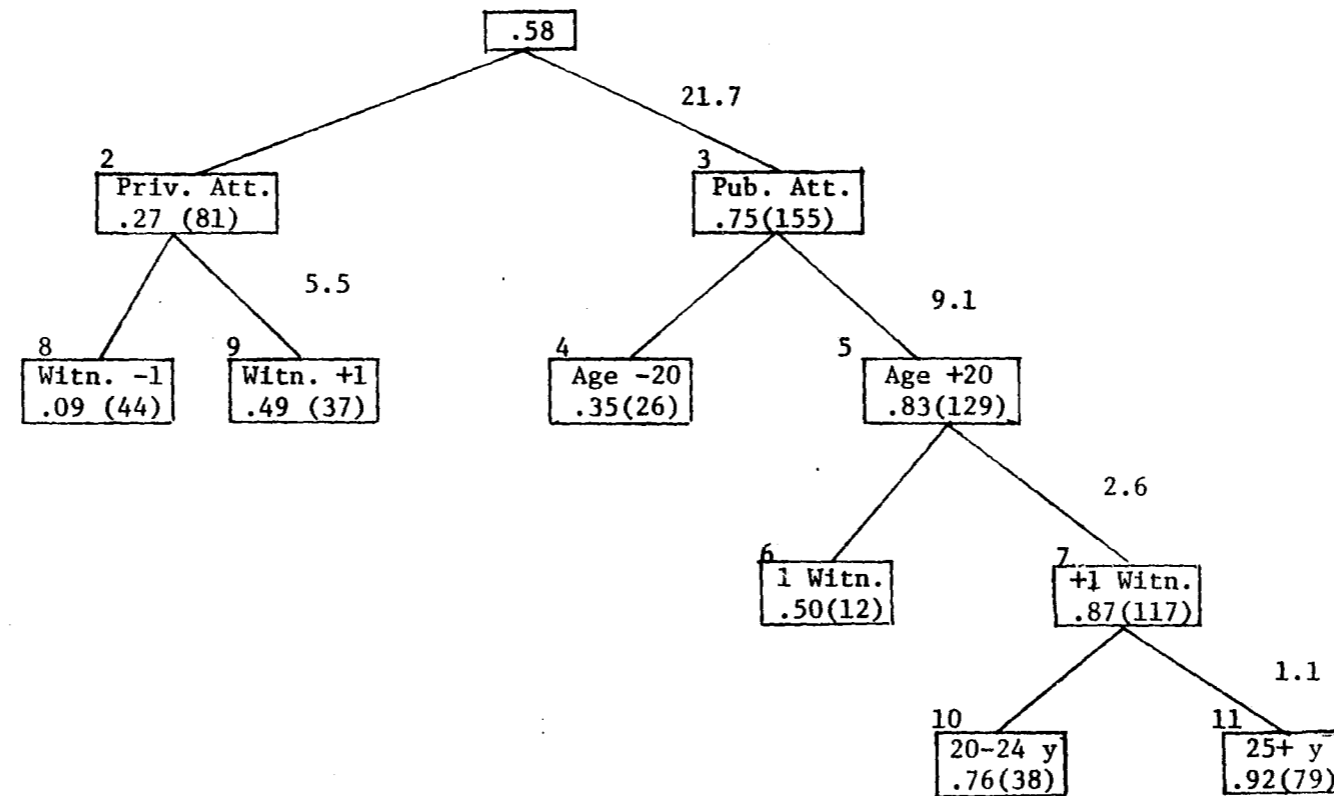 .58
21.7
2
Priv. Att.
.27 (81)
3
Pub. Att.
.75(155)
5.5
9.1
8
Witn. -1
.09 (44)
9
Witn. +1
.49 (37)
4
Age -20
.35(26)
5
Age +20
.83(129)
2.6
6
1 Witn.
.50(12)
7
+1 Witn.
.87(117)
1.1
10
20-24 y
.76(38)
11
25+ y
.92(79)